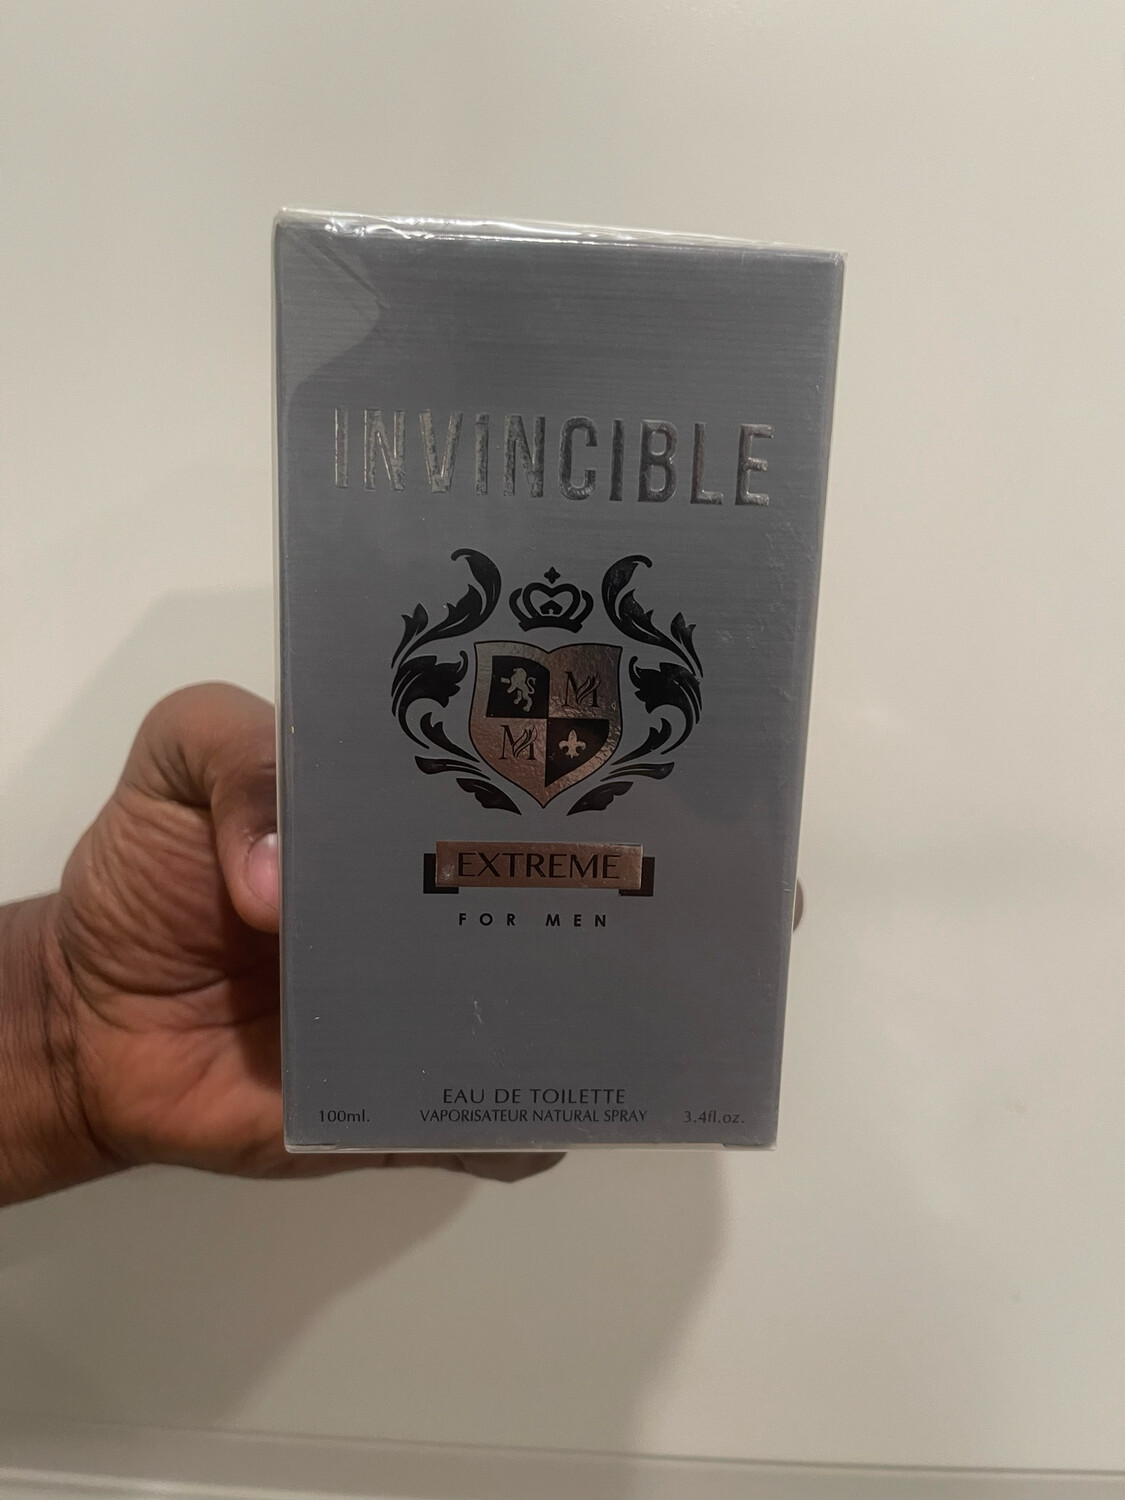 INVINCIBLE
M
M
EXTREME
FOR MEN
EAU DE TOILETTE
100ml. VAPORISATEUR NATURAL SPRAY 3.4fl.oz.